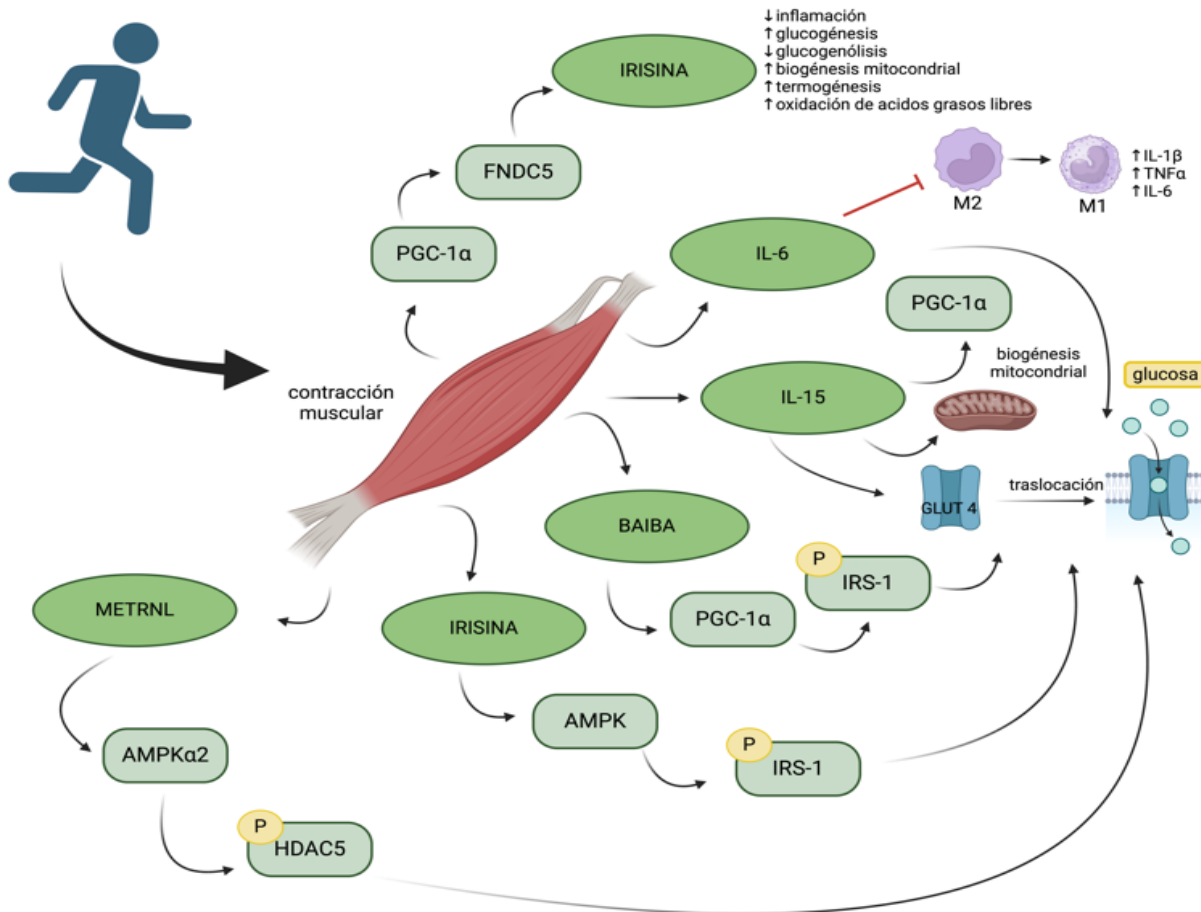 ↓inflamación
↑glucogénesis
↓glucogenólisis
↑biogénesis mitocondrial
↑termogénesis
↑oxidación de acidos grasos libres
IRISINA
FNDC5
PGC-1α
M2
M1
↑IL-1β
↑TNFα
↑IL-6
IL-6
PGC-1α
biogénesis
mitocondrial
glucosa
contracción
muscular
IL-15
GLUT 4
traslocación
BAIBA
P
IRS-1
PGC-1α
METRNL
IRISINA
AMPK
P
IRS-1
AMPKα2
P
HDAC5